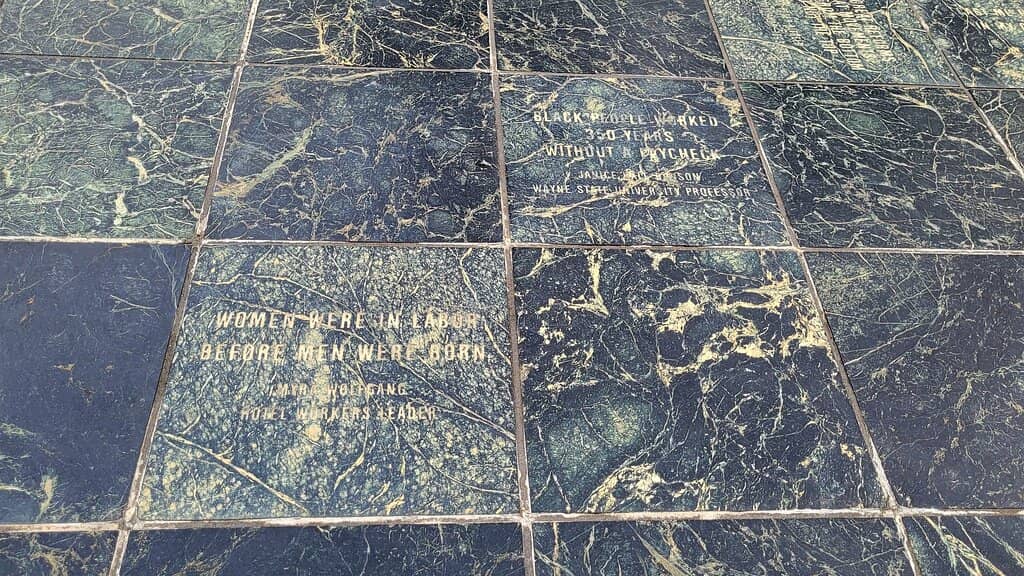 BLACK PEOPLE WORKED
350 YEARS
WITHOUT A PAYCHECK
JANICE
WAYNE STATE UNIVERSITY PROFESSOR
WOMEN WERE IN LABOR
BEFORE MEN WERE BORN
MYRA WOLFGANG
HOTEL WORKERS LEADER